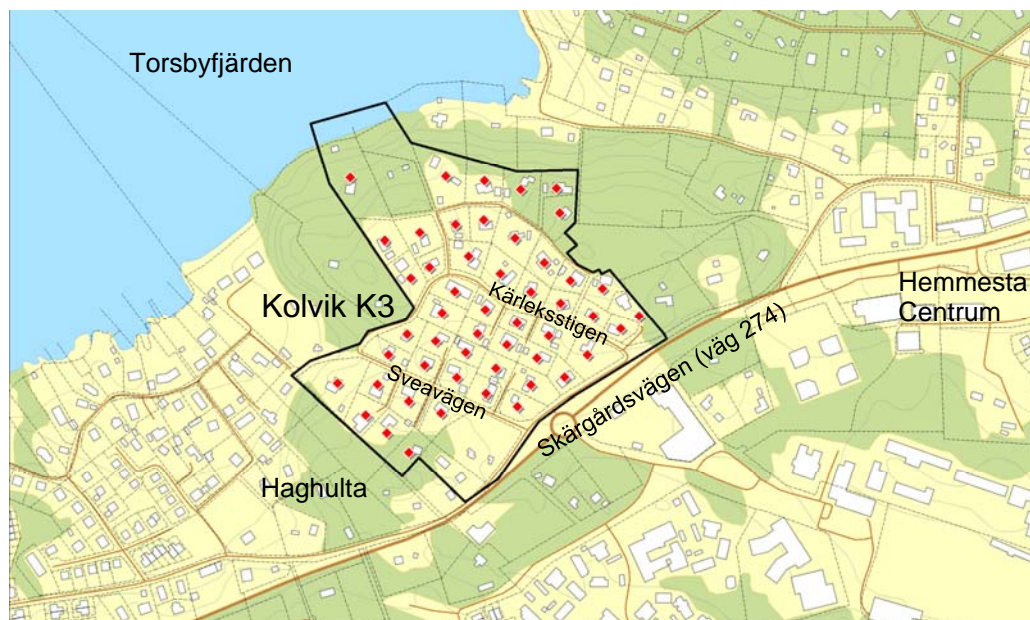 Torsbyfjärden
Kolvik K3
Kärleksstigen
Hemmesta
Centrum
Sveavägen
Skärgårdsvägen (väg 274)
Haghulta